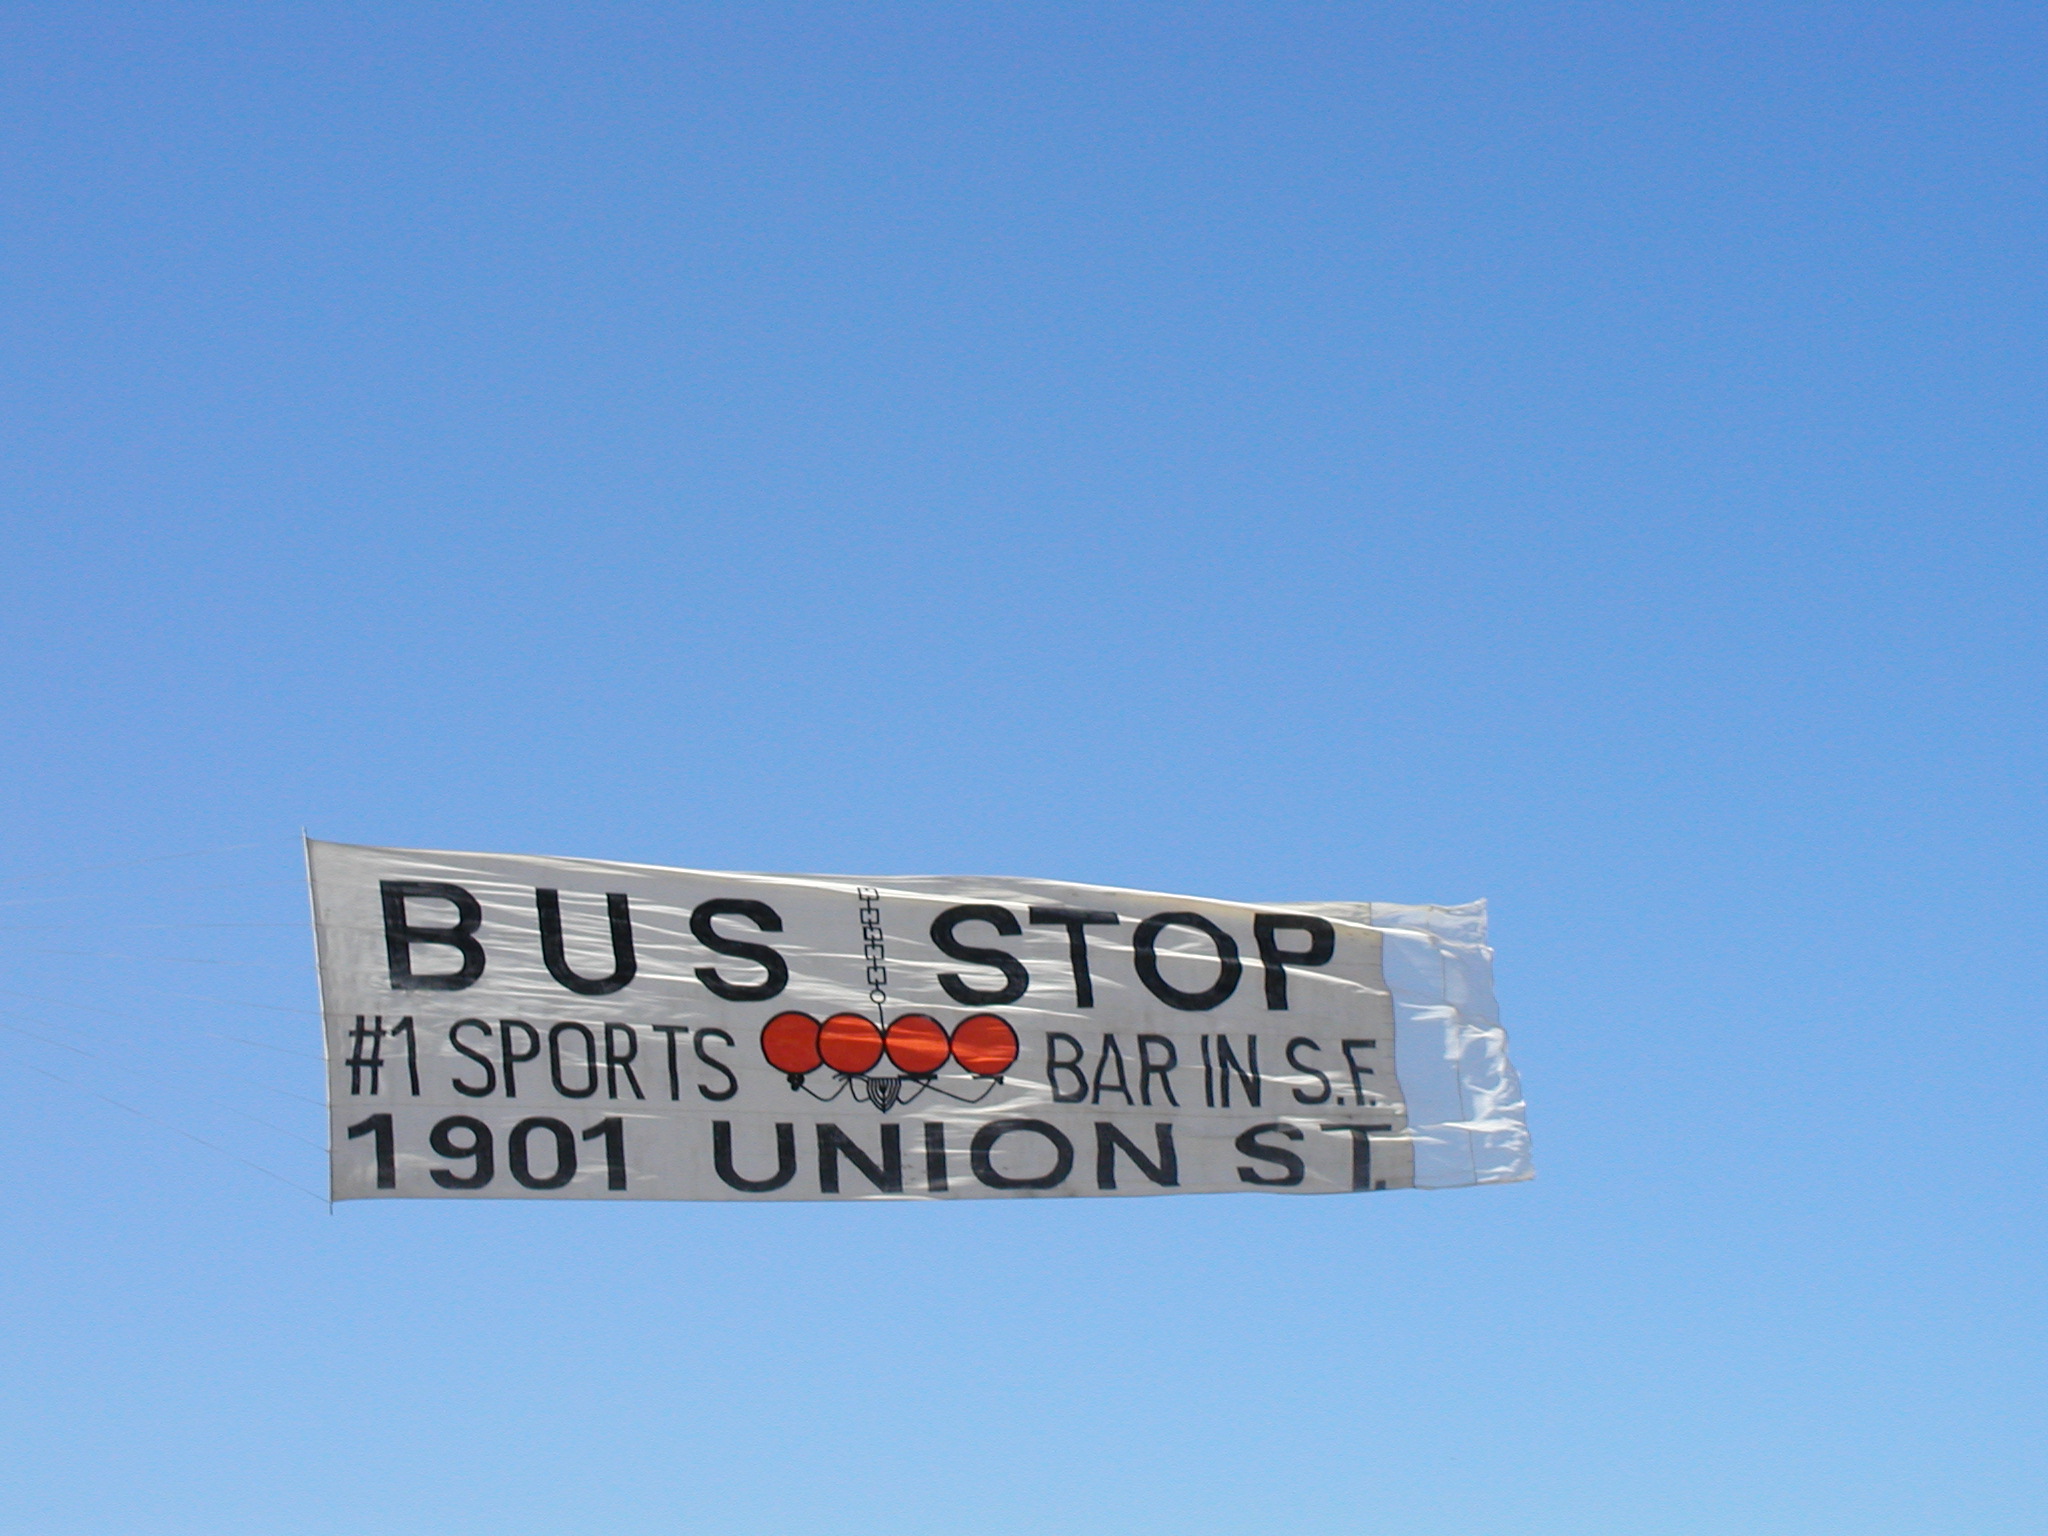 BUS STOP
#1 SPORTS BAR IN S.F.
1901 UNION ST.